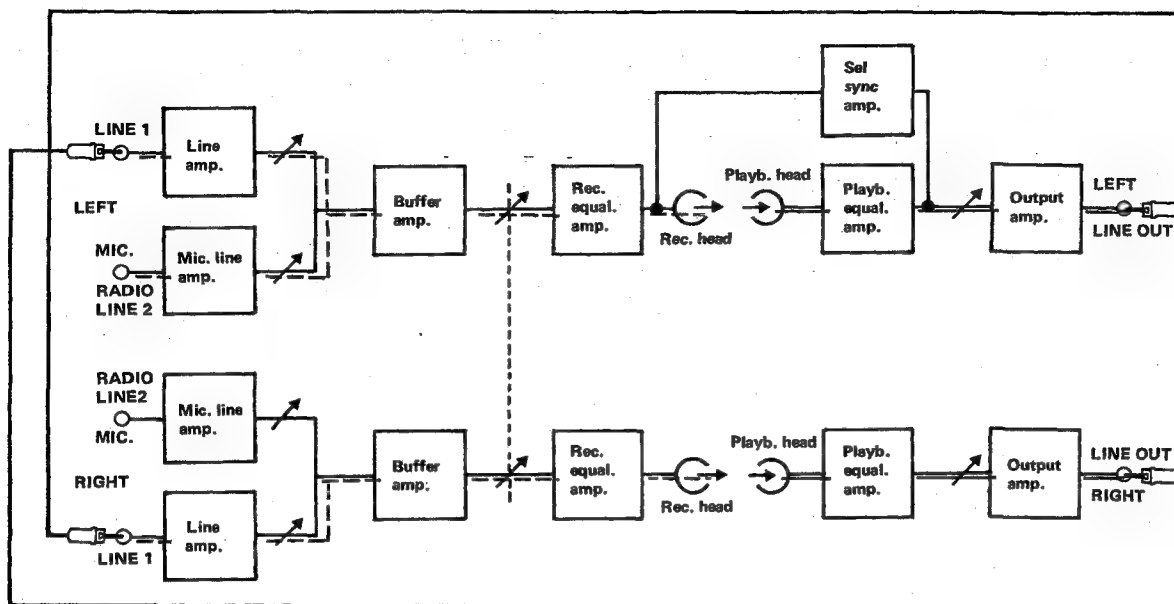 Sel
sync
amp.
LINE 1
Line
amp.
LEFT
MIC.
RADIO
LINE 2
Mic. line
amp.
Buffer
amp.
Rec.
equal.
amp.
Rec. head
Playb. head
Playb.
equal.
amp.
Output
amp.
LEFT
LINE OUT
RADIO
LINE2
MIC.
Mic. line
amp.
RIGHT
LINE 1
Line
amp.
Buffer
amp.
Rec.
equal.
amp.
Rec. head
Playb. head
Playb.
equal.
amp.
Output
amp.
LINE OUT
RIGHT